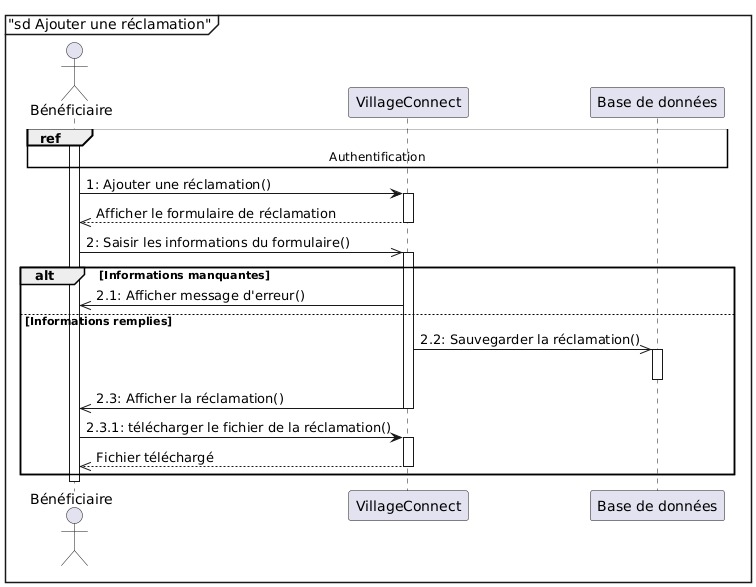 "sd Ajouter une réclamation"
Bénéficiaire
VillageConnect
Base de données
ref
Authentification
1: Ajouter une réclamation()
Afficher le formulaire de réclamation
2: Saisir les informations du formulaire()
alt [Informations manquantes]
2.1: Afficher message d'erreur()
[Informations remplies]
2.2: Sauvegarder la réclamation()
2.3: Afficher la réclamation()
2.3.1: télécharger le fichier de la réclamation()
Fichier téléchargé
Bénéficiaire
VillageConnect
Base de données